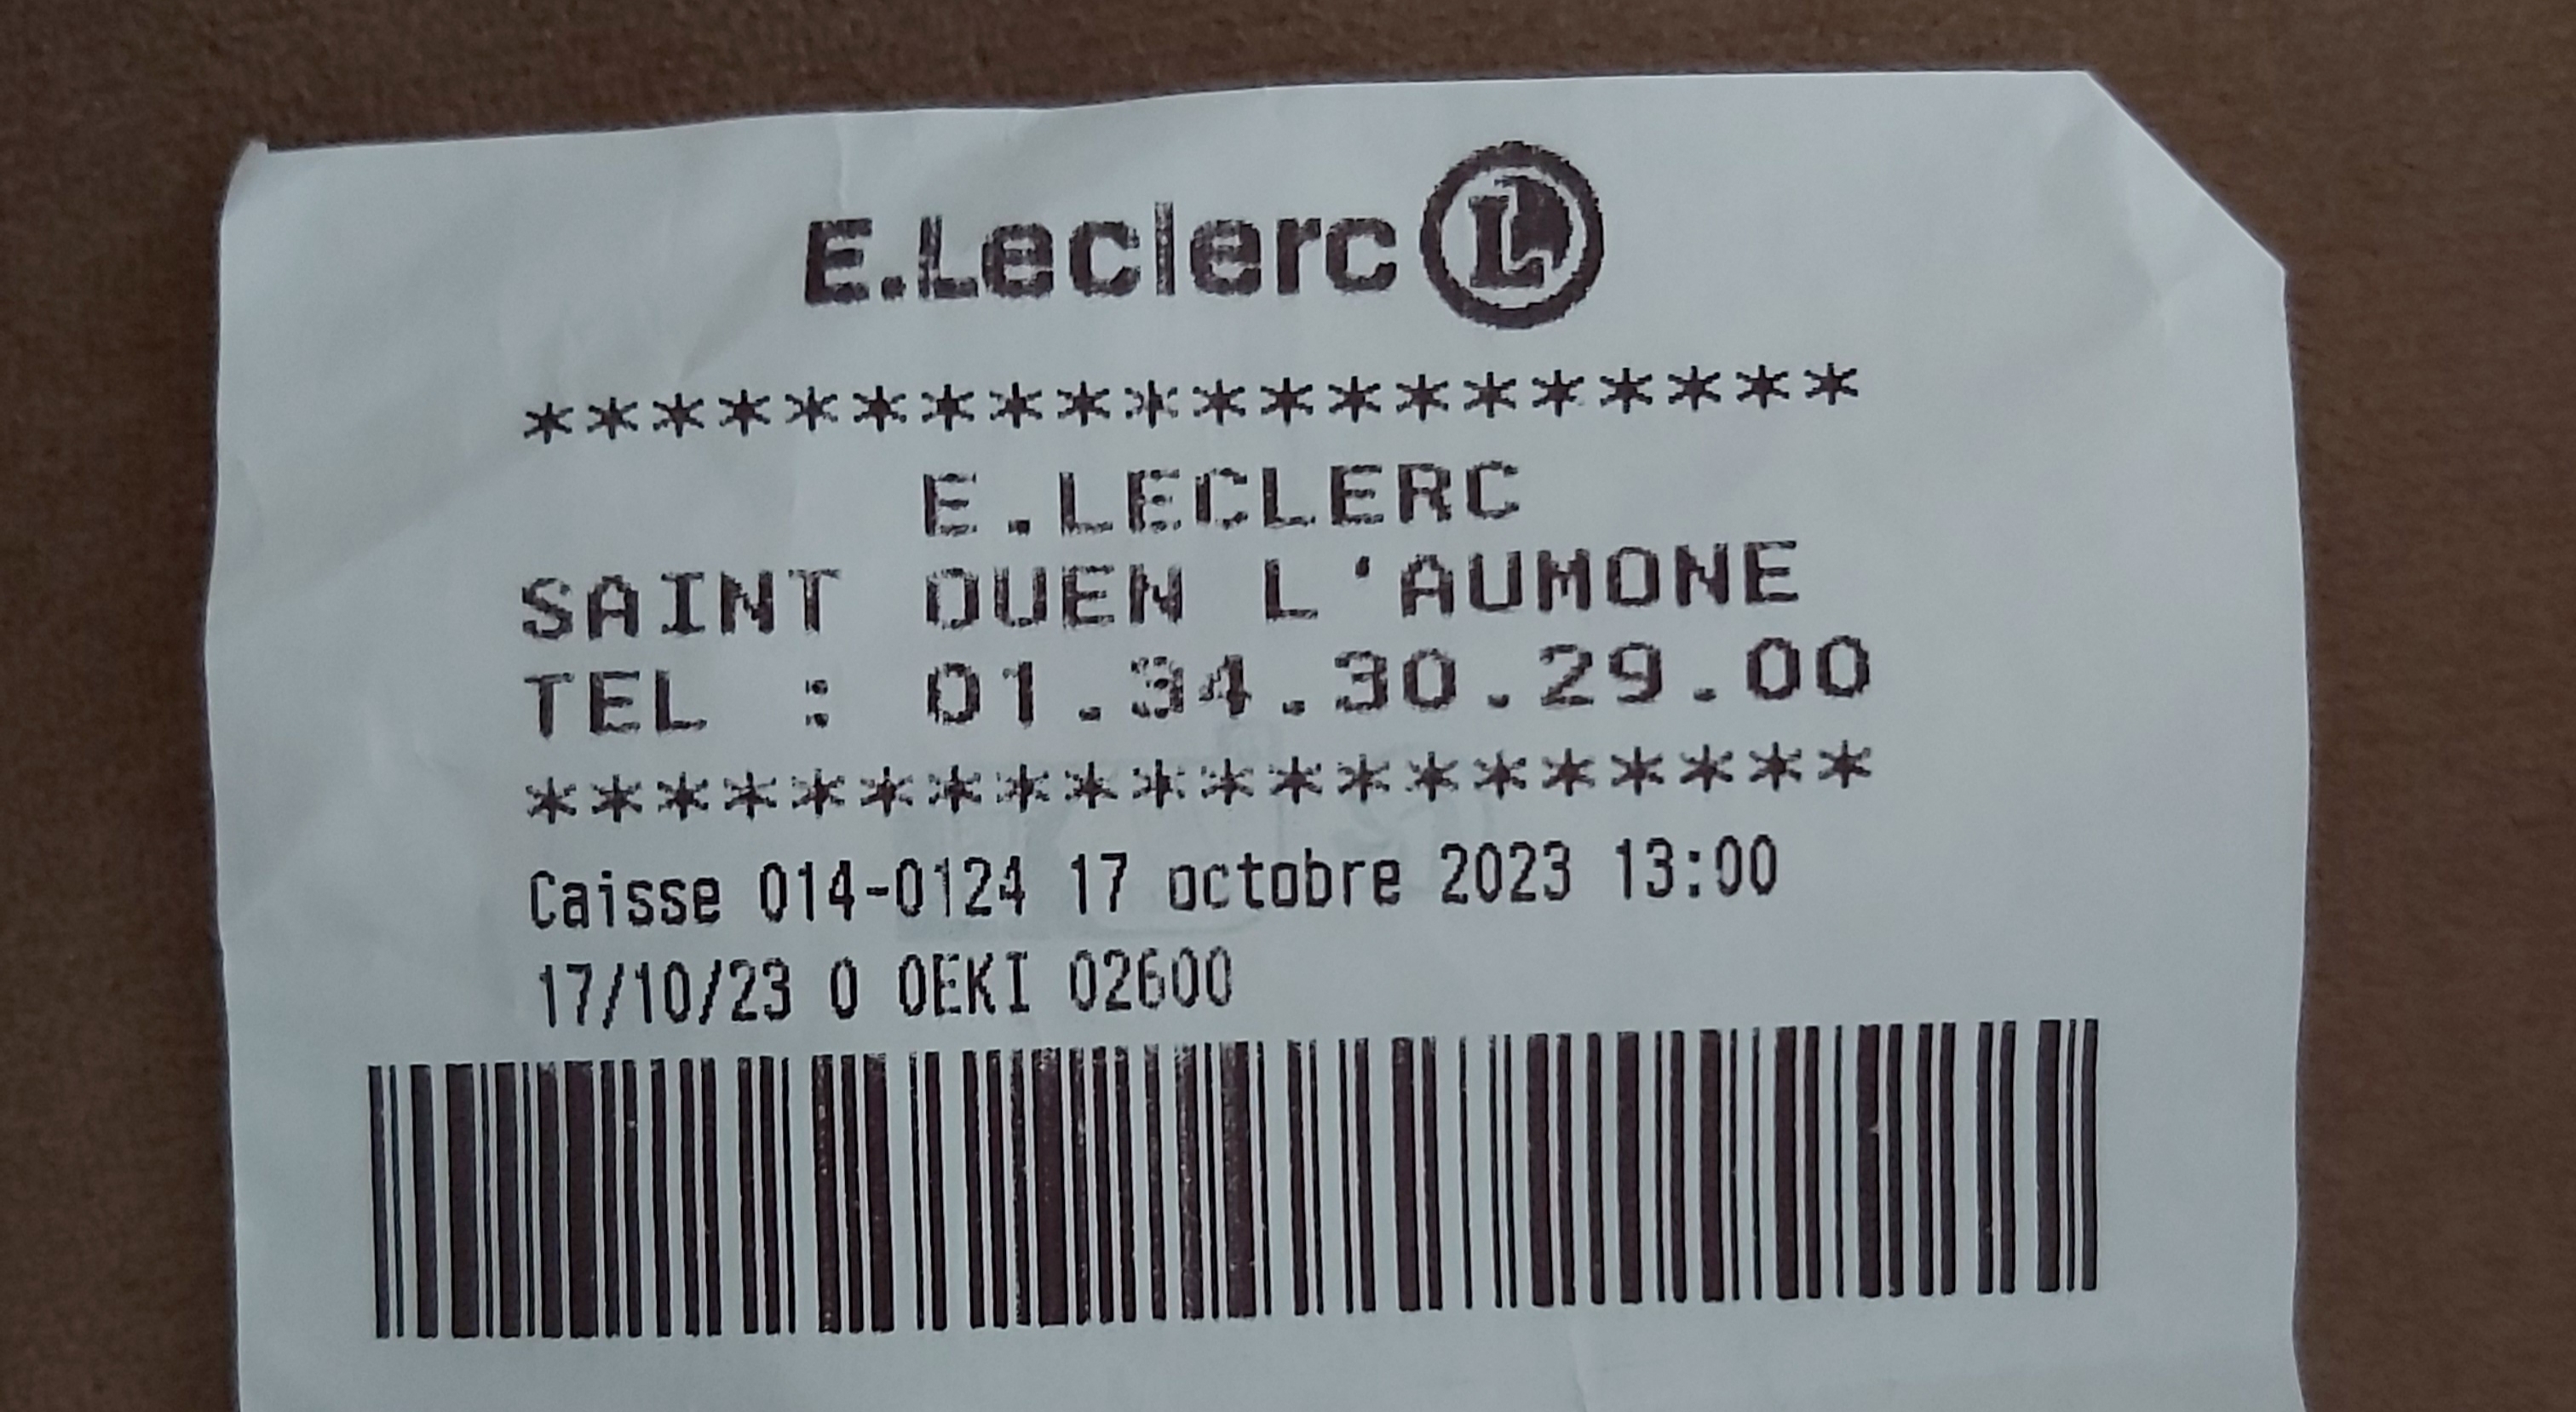 E.Leclerc L
********************
E.LECLERC
SAINT OUEN L'AUMONE
TEL : 01.34.30.29.00
********************
Caisse 014-0124 17 octobre 2023 13:00
17/10/23 0 OEKI 02600